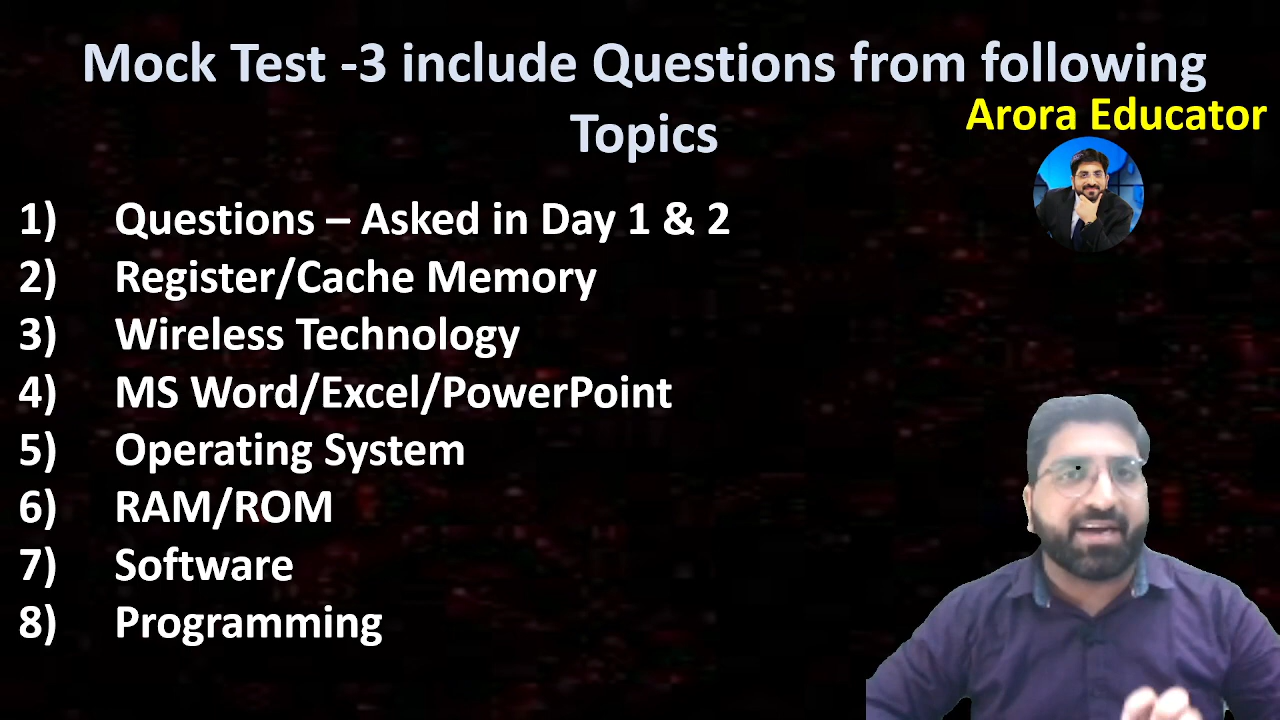 Mock Test -3 include Questions from following
Topics
Arora Educator
1) Questions – Asked in Day 1 & 2
2) Register/Cache Memory
3) Wireless Technology
4) MS Word/Excel/PowerPoint
5) Operating System
6) RAM/ROM
7) Software
8) Programming